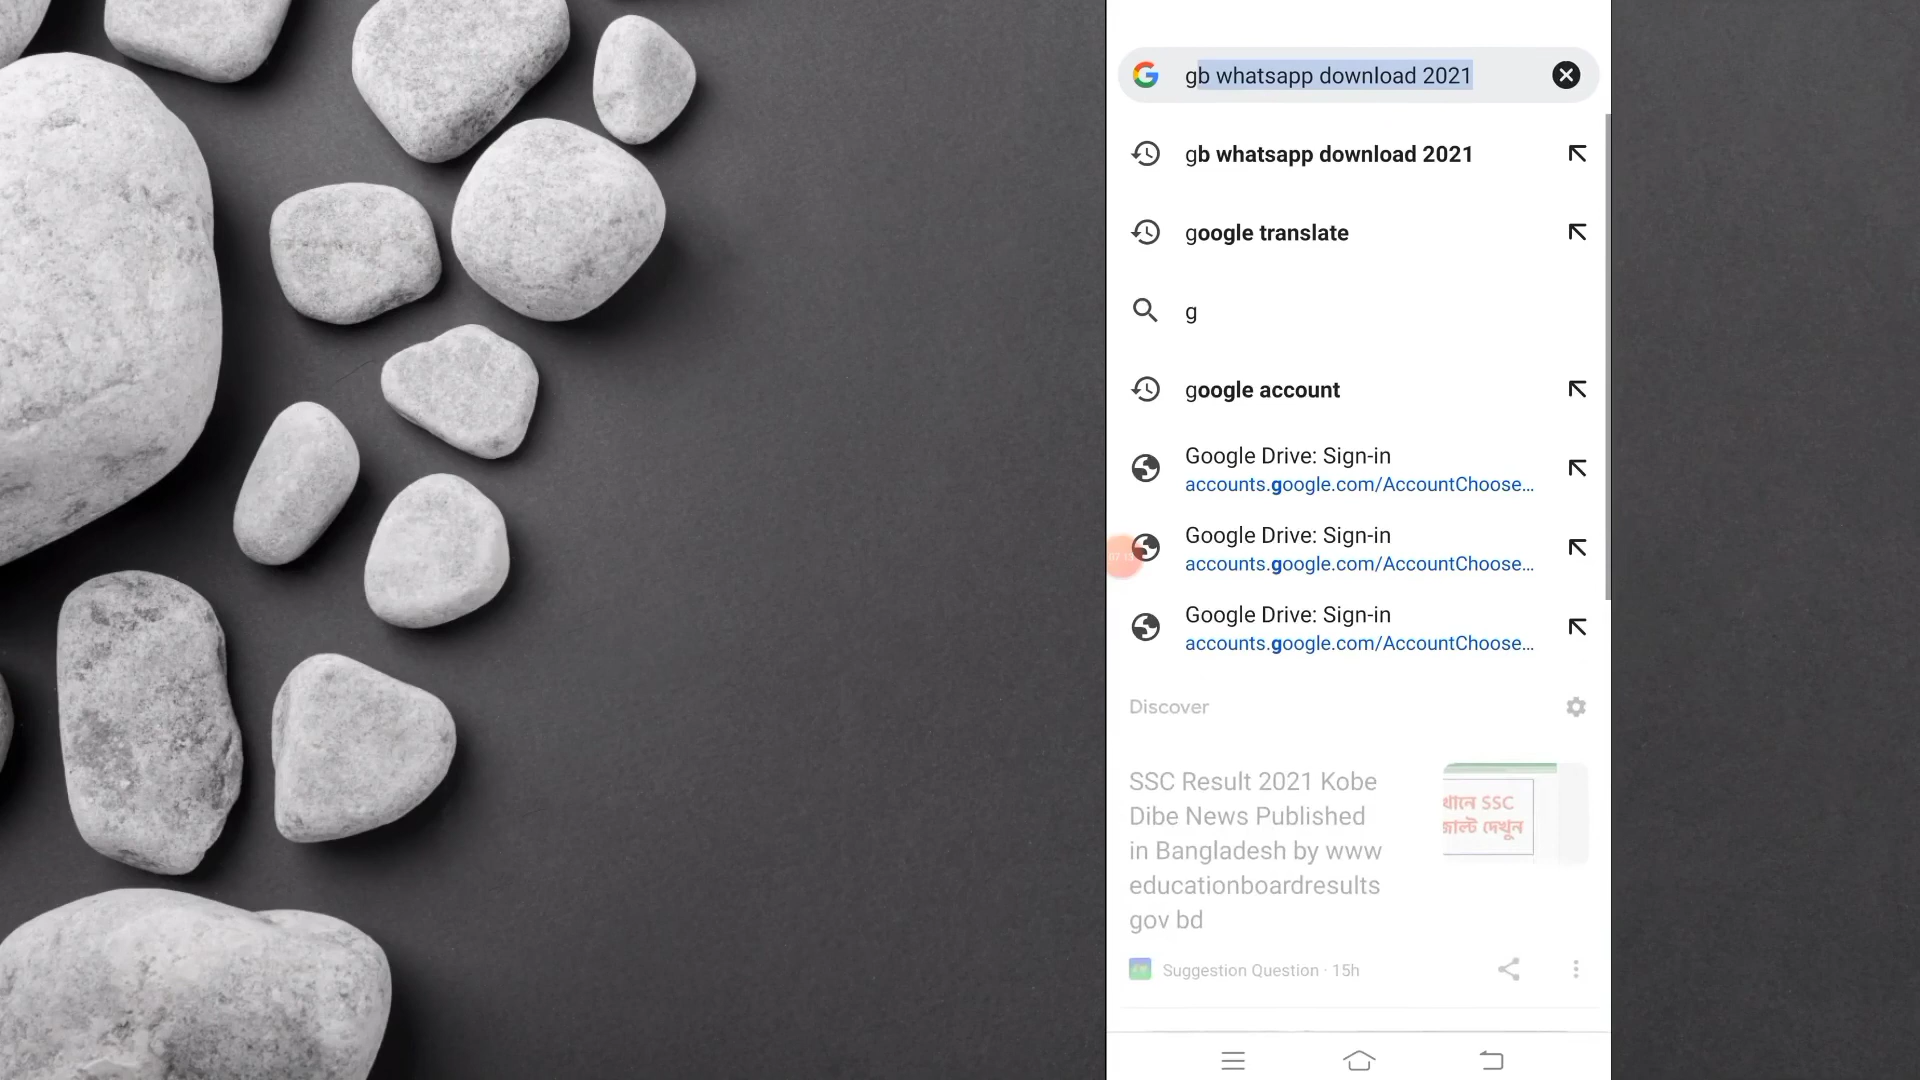 gb whatsapp download 2021
gb whatsapp download 2021
google translate
g
google account
Google Drive: Sign-in
accounts.google.com/AccountChoose...
Google Drive: Sign-in
accounts.google.com/AccountChoose...
Google Drive: Sign-in
accounts.google.com/AccountChoose...
Discover
SSC Result 2021 Kobe
Dibe News Published
in Bangladesh by www
educationboardresults
gov bd
খানে SSC
জাল্ট দেখুন
Suggestion Question · 15h